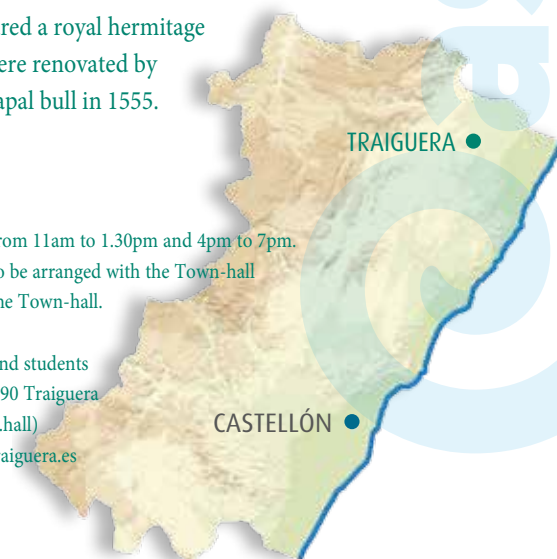 red a royal hermitage
ere renovated by
apal bull in 1555.
TRAIGUERA
rom 11am to 1.30pm and 4pm to 7pm.
o be arranged with the Town-hall
he Town-hall.
nd students
90 Traiguera
hall)
CASTELLÓN
aiguera.es